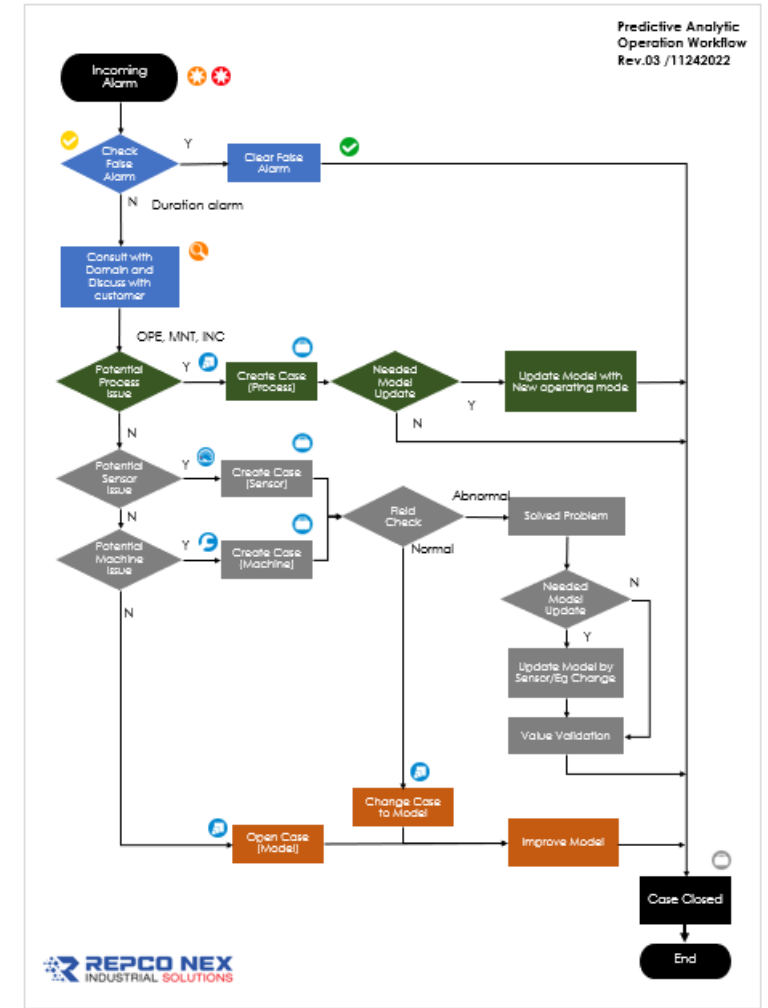 Predictive Analytic
Operation Workflow
Rev.03 /11242022
Incoming
Alarm
Check
False
Alarm
Y
Clear False
Alarm
N
Duration alarm
Consult with
Domain and
Discuss with
customer
OPE, MNT, INC
Potential
Process
Issue
Y
Create Case
(Process)
Needed
Model
Update
Y
Update Model with
New operating mode
N
N
Potential
Sensor
Issue
Y
Create Case
(Sensor)
N
Potential
Machine
Issue
Y
Create Case
(Machine)
N
Field
Check
Abnormal
Normal
Solved Problem
Needed
Model
Update
N
Y
Update Model by
Sensor/Eg Change
Value Validation
Change Case
to Model
Open Case
(Model)
Improve Model
Case Closed
End
REPCO NEX
INDUSTRIAL SOLUTIONS